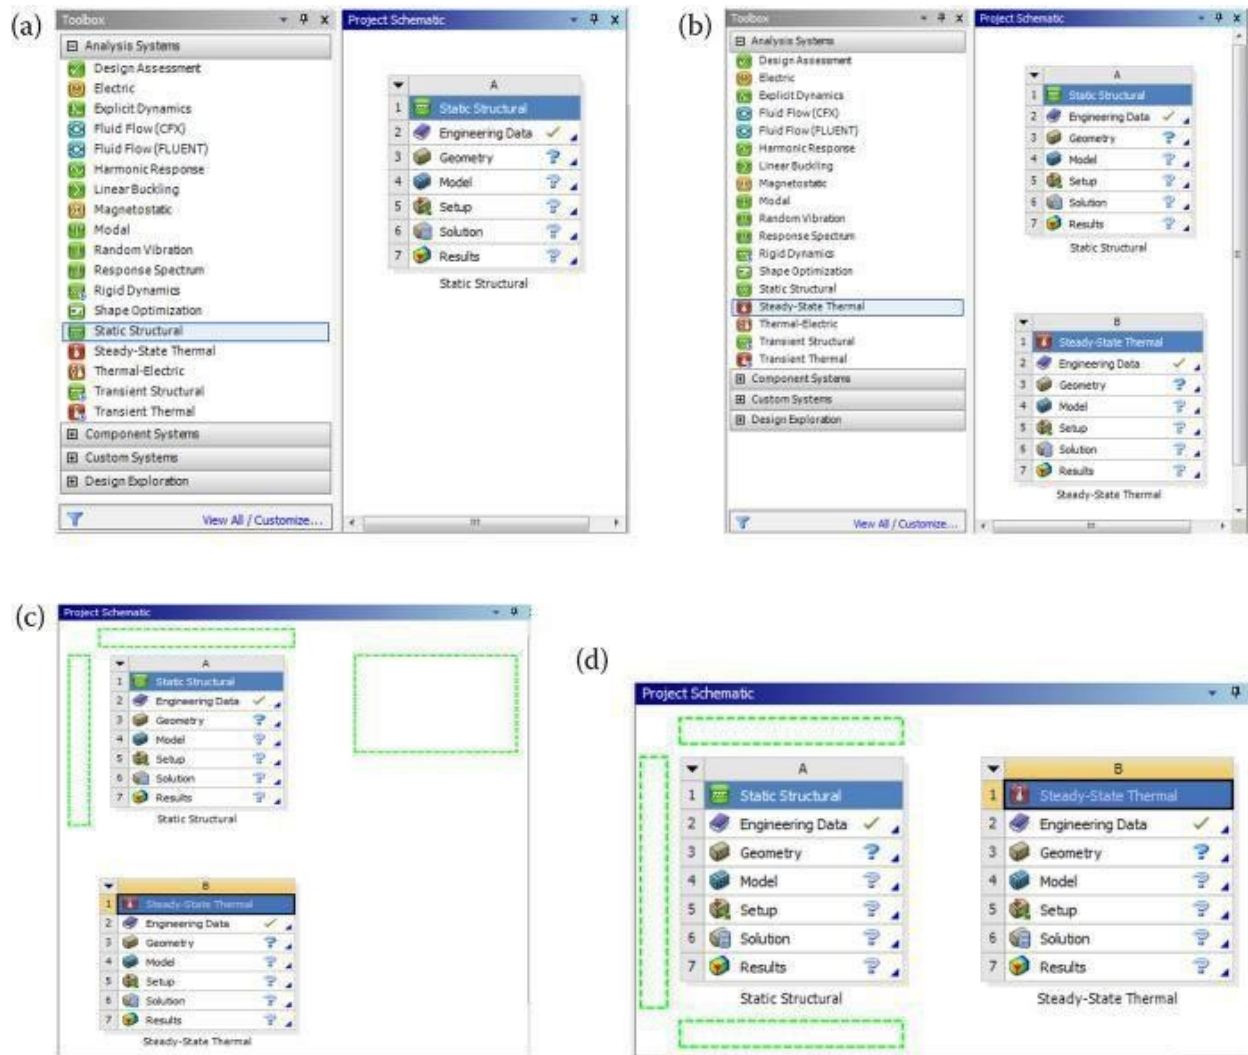 (a)
Toolbox
Analysis Systems
Design Assessment
Electric
Explicit Dynamics
Fluid Flow (CFX)
Fluid Flow (FLUENT)
Harmonic Response
Linear Buckling
Magnetostatic
Modal
Random Vibration
Response Spectrum
Rigid Dynamics
Shape Optimization
Static Structural
Steady-State Thermal
Thermal-Electric
Transient Structural
Transient Thermal
Component Systems
Custom Systems
Design Exploration
View All / Customize...
Project Schematic
A
1 Static Structural
2 Engineering Data
3 Geometry
4 Model
5 Setup
6 Solution
7 Results
Static Structural
(b)
Toolbox
Analysis Systems
Design Assessment
Electric
Explicit Dynamics
Fluid Flow (CFX)
Fluid Flow (FLUENT)
Harmonic Response
Linear Buckling
Magnetostatic
Modal
Random Vibration
Response Spectrum
Rigid Dynamics
Shape Optimization
Static Structural
Steady-State Thermal
Thermal-Electric
Transient Structural
Transient Thermal
Component Systems
Custom Systems
Design Exploration
View All / Customize...
Project Schematic
A
1 Static Structural
2 Engineering Data
3 Geometry
4 Model
5 Setup
6 Solution
7 Results
Static Structural
B
1 Steady-State Thermal
2 Engineering Data
3 Geometry
4 Model
5 Setup
6 Solution
7 Results
Steady-State Thermal
(c)
Project Schematic
A
1 Static Structural
2 Engineering Data
3 Geometry
4 Model
5 Setup
6 Solution
7 Results
Static Structural
B
1 Steady-State Thermal
2 Engineering Data
3 Geometry
4 Model
5 Setup
6 Solution
7 Results
Steady-State Thermal
(d)
Project Schematic
A
1 Static Structural
2 Engineering Data
3 Geometry
4 Model
5 Setup
6 Solution
7 Results
Static Structural
B
1 Steady-State Thermal
2 Engineering Data
3 Geometry
4 Model
5 Setup
6 Solution
7 Results
Steady-State Thermal